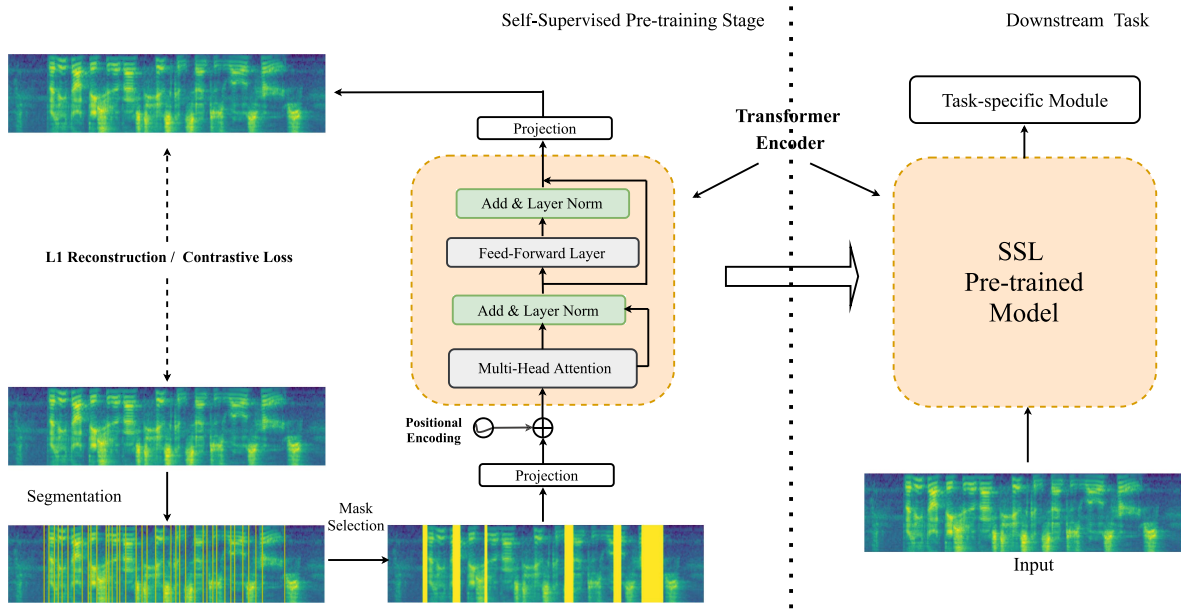 Self-Supervised Pre-training Stage
Downstream Task
Task-specific Module
Projection
Transformer
Encoder
Add & Layer Norm
Feed-Forward Layer
L1 Reconstruction / Contrastive Loss
SSL
Pre-trained
Model
Add & Layer Norm
Multi-Head Attention
Positional
Encoding
Projection
Segmentation
Mask
Selection
Input